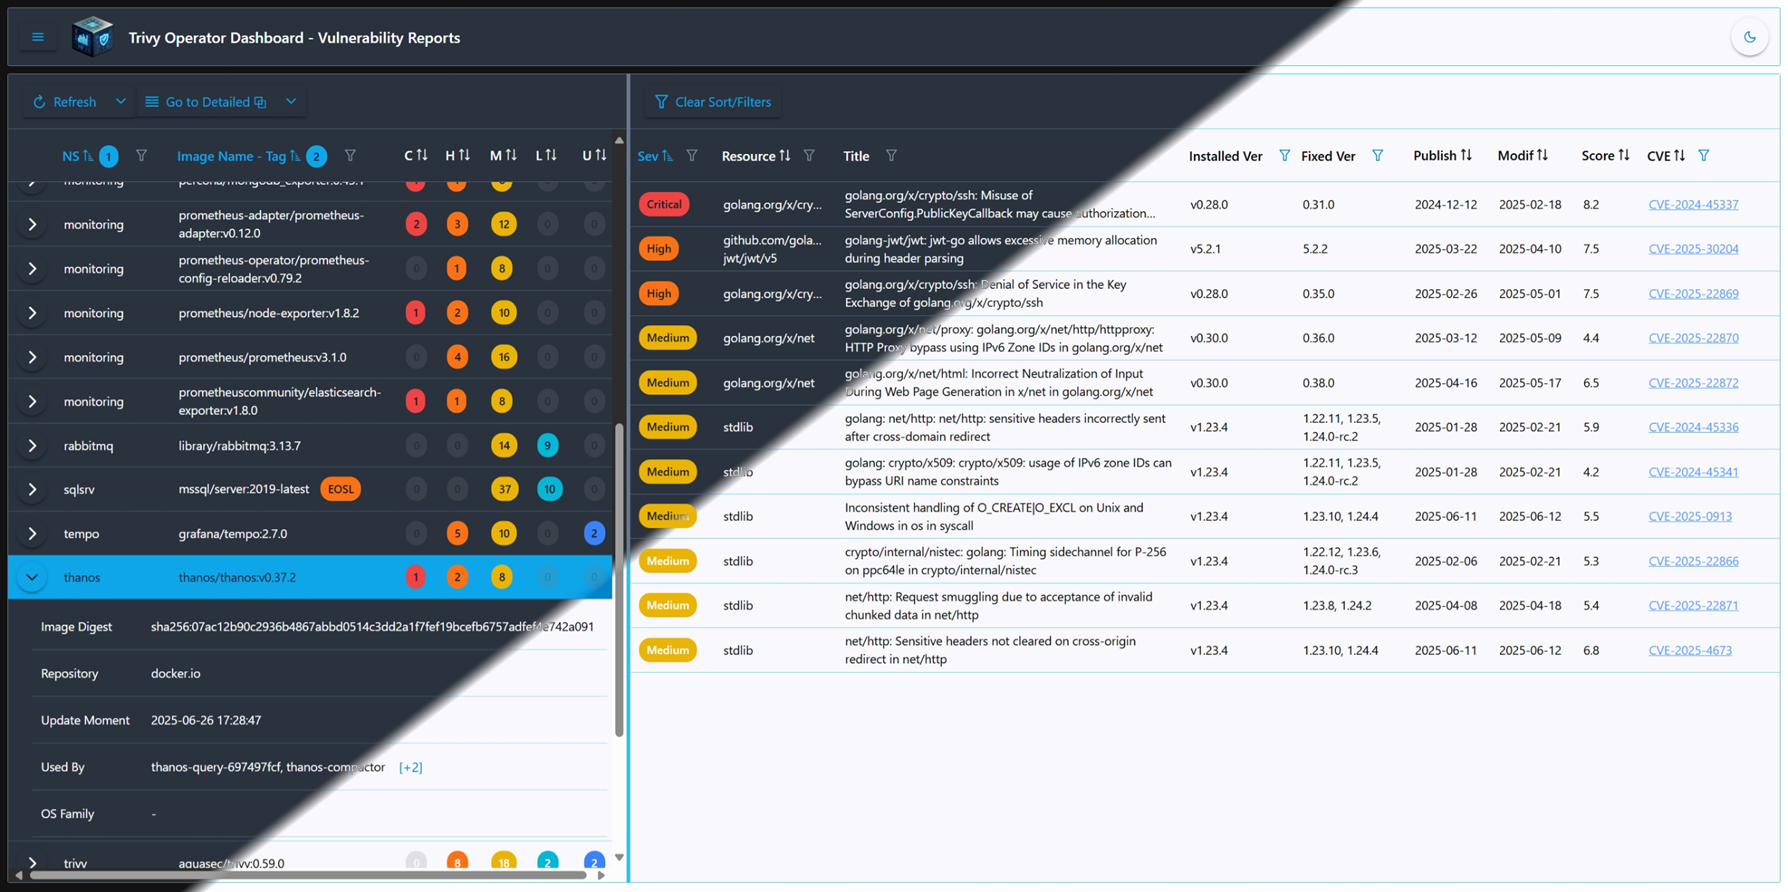 Trivy Operator Dashboard - Vulnerability Reports
Refresh
Go to Detailed
Clear Sort/Filters
NS 1 Image Name - Tag 2 C H M L U
monitoring percona/mongodb_exporter:0.43.1 0 0
monitoring prometheus-adapter/prometheus-
adapter:v0.12.0 2 3 12 0 0
monitoring prometheus-operator/prometheus-
config-reloader:v0.79.2 0 1 8 0 0
monitoring prometheus/node-exporter:v1.8.2 1 2 10 0 0
monitoring prometheus/prometheus:v3.1.0 0 4 16 0 0
monitoring prometheuscommunity/elasticsearch-
exporter:v1.8.0 1 1 8 0 0
rabbitmq library/rabbitmq:3.13.7 0 0 14 9 0
sqlsrv mssql/server:2019-latest EOSL 0 0 37 10 0
tempo grafana/tempo:2.7.0 0 5 10 0 2
thanos thanos/thanos:v0.37.2 1 2 8 0 0
Image Digest sha256:07ac12b90c2936b4867abbd0514c3dd2a1f7fef19bcefb6757adfef4e742a091
Repository docker.io
Update Moment 2025-06-26 17:28:47
Used By thanos-query-697497fcf, thanos-compactor [+2]
OS Family -
trivy aquasec/trivy:0.59.0 0 8 18 2 2
Sev Resource Title Installed Ver Fixed Ver Publish Modif Score CVE
Critical golang.org/x/cry... golang.org/x/crypto/ssh: Misuse of
ServerConfig.PublicKeyCallback may cause authorization... v0.28.0 0.31.0 2024-12-12 2025-02-18 8.2 CVE-2024-45337
High github.com/gola...
jwt/jwt/v5 golang-jwt/jwt: jwt-go allows excessive memory allocation
during header parsing v5.2.1 5.2.2 2025-03-22 2025-04-10 7.5 CVE-2025-30204
High golang.org/x/cry... golang.org/x/crypto/ssh: Denial of Service in the Key
Exchange of golang.org/x/crypto/ssh v0.28.0 0.35.0 2025-02-26 2025-05-01 7.5 CVE-2025-22869
Medium golang.org/x/net golang.org/x/net/proxy: golang.org/x/net/http/httpproxy:
HTTP Proxy bypass using IPv6 Zone IDs in golang.org/x/net v0.30.0 0.36.0 2025-03-12 2025-05-09 4.4 CVE-2025-22870
Medium golang.org/x/net golang.org/x/net/html: Incorrect Neutralization of Input
During Web Page Generation in x/net in golang.org/x/net v0.30.0 0.38.0 2025-04-16 2025-05-17 6.5 CVE-2025-22872
Medium stdlib golang: net/http: net/http: sensitive headers incorrectly sent
after cross-domain redirect v1.23.4 1.22.11, 1.23.5,
1.24.0-rc.2 2025-01-28 2025-02-21 5.9 CVE-2024-45336
Medium stdlib golang: crypto/x509: crypto/x509: usage of IPv6 zone IDs can
bypass URI name constraints v1.23.4 1.22.11, 1.23.5,
1.24.0-rc.2 2025-01-28 2025-02-21 4.2 CVE-2024-45341
Medium stdlib Inconsistent handling of O_CREATE|O_EXCL on Unix and
Windows in os in syscall v1.23.4 1.23.10, 1.24.4 2025-06-11 2025-06-12 5.5 CVE-2025-0913
Medium stdlib crypto/internal/nistec: golang: Timing sidechannel for P-256
on ppc64le in crypto/internal/nistec v1.23.4 1.22.12, 1.23.6,
1.24.0-rc.3 2025-02-06 2025-02-21 5.3 CVE-2025-22866
Medium stdlib net/http: Request smuggling due to acceptance of invalid
chunked data in net/http v1.23.4 1.23.8, 1.24.2 2025-04-08 2025-04-18 5.4 CVE-2025-22871
Medium stdlib net/http: Sensitive headers not cleared on cross-origin
redirect in net/http v1.23.4 1.23.10, 1.24.4 2025-06-11 2025-06-12 6.8 CVE-2025-4673